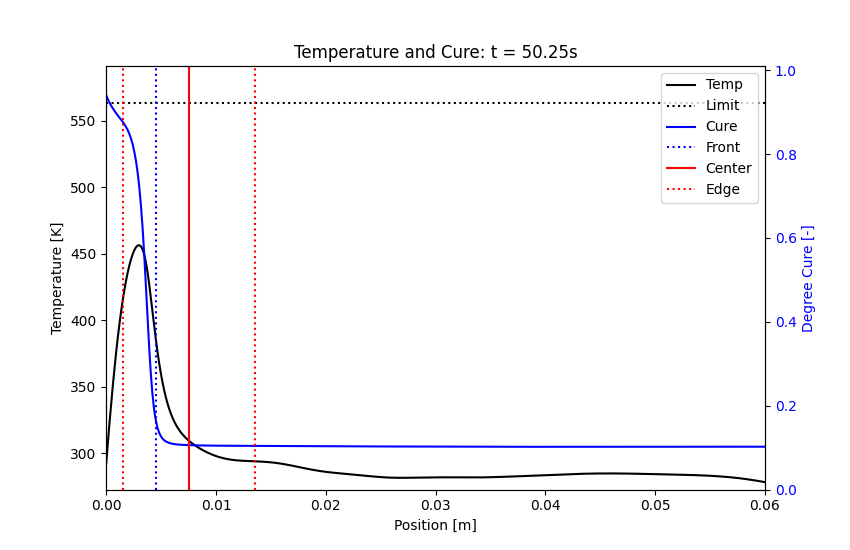 Temperature and Cure: t = 50.25s
Temperature [K]
550
500
450
400
350
300
Temp
Limit
Cure
Front
Center
Edge
1.0
0.8
0.6
0.4
0.2
0.0
Degree Cure [-]
0.00 0.01 0.02 0.03 0.04 0.05 0.06
Position [m]